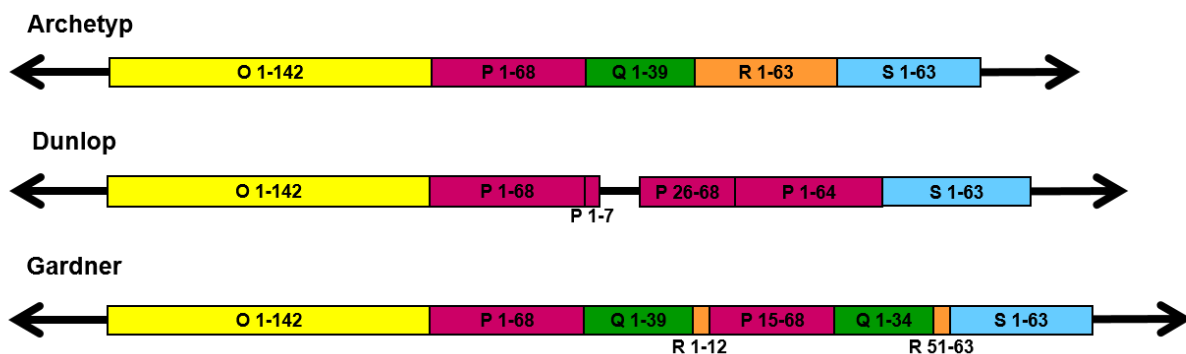 Archetyp
O 1-142 P 1-68 Q 1-39 R 1-63 S 1-63
Dunlop
O 1-142 P 1-68 P 26-68 P 1-64 S 1-63
P 1-7
Gardner
O 1-142 P 1-68 Q 1-39 P 15-68 Q 1-34 S 1-63
R 1-12 R 51-63